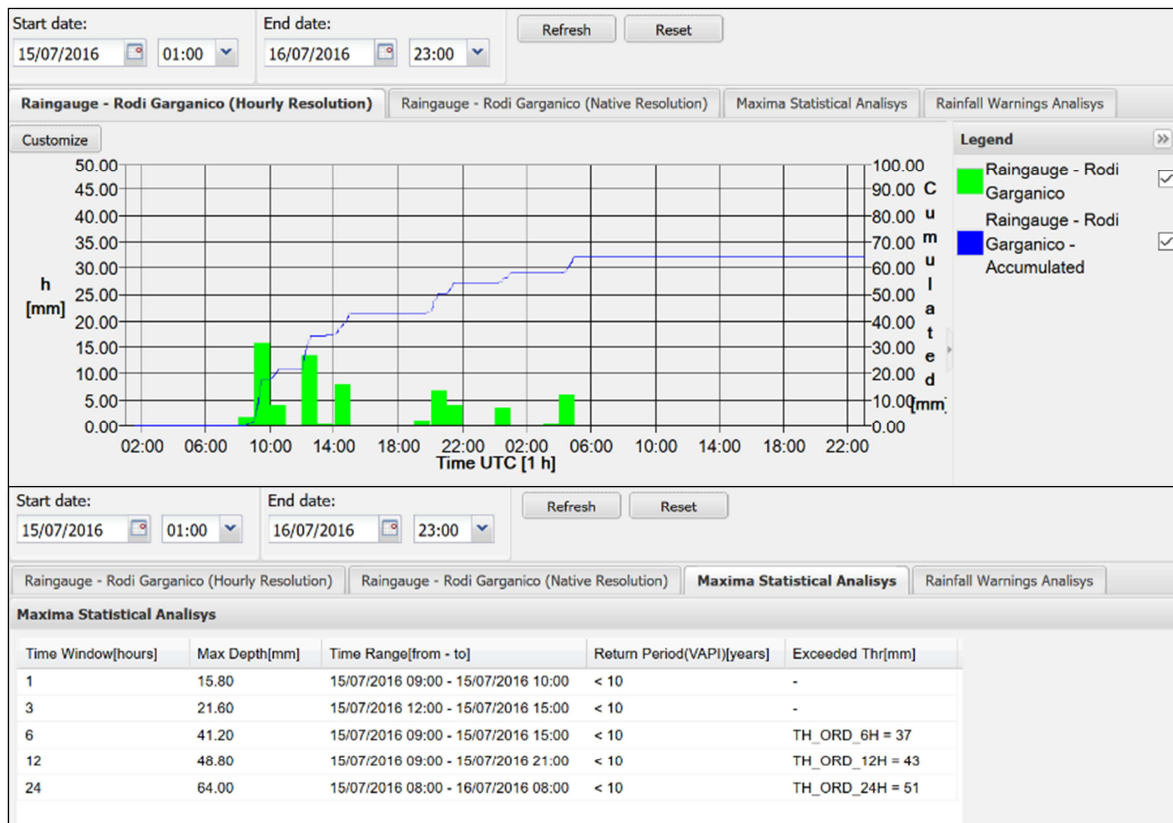 Start date:
End date:
15/07/2016 01:00 16/07/2016 23:00 Refresh Reset
Raingauge - Rodi Garganico (Hourly Resolution) Raingauge - Rodi Garganico (Native Resolution) Maxima Statistical Analisys Rainfall Warnings Analisys
Customize
Legend
Raingauge - Rodi
Garganico
Raingauge - Rodi
Garganico -
Accumulated
h
[mm]
50.00
45.00
40.00
35.00
30.00
25.00
20.00
15.00
10.00
5.00
0.00
100.00
90.00
80.00
70.00
60.00
50.00
40.00
30.00
20.00
10.00
0.00
Cumulated
[mm]
02:00 06:00 10:00 14:00 18:00 22:00 02:00 06:00 10:00 14:00 18:00 22:00
Time UTC [1 h]
Start date:
End date:
15/07/2016 01:00 16/07/2016 23:00 Refresh Reset
Raingauge - Rodi Garganico (Hourly Resolution) Raingauge - Rodi Garganico (Native Resolution) Maxima Statistical Analisys Rainfall Warnings Analisys
Maxima Statistical Analisys
Time Window[hours] Max Depth[mm] Time Range[from - to] Return Period(VAPI)[years] Exceeded Thr[mm]
1 15.80 15/07/2016 09:00 - 15/07/2016 10:00 < 10 -
3 21.60 15/07/2016 12:00 - 15/07/2016 15:00 < 10 -
6 41.20 15/07/2016 09:00 - 15/07/2016 15:00 < 10 TH_ORD_6H = 37
12 48.80 15/07/2016 09:00 - 15/07/2016 21:00 < 10 TH_ORD_12H = 43
24 64.00 15/07/2016 08:00 - 16/07/2016 08:00 < 10 TH_ORD_24H = 51